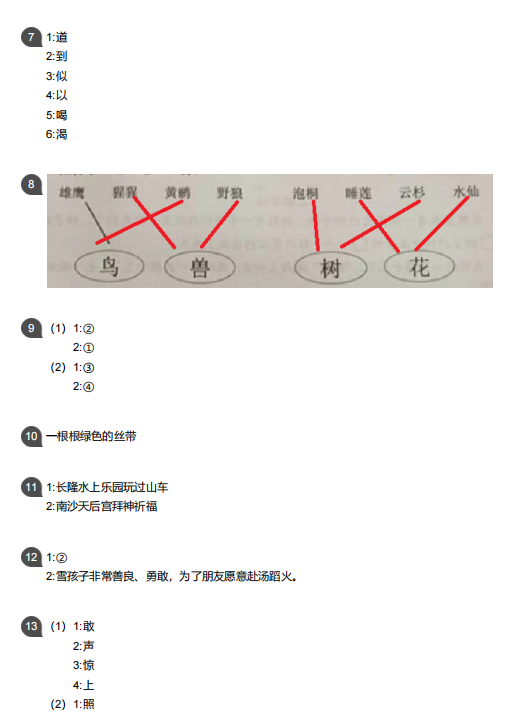 7 1:道
2:到
3:似
4:以
5:喝
6:渴
8
雄鹰 猩猩 黄鹂 野狼 泡桐 睡莲 云杉 水仙
鸟 兽 树 花
9 (1) 1:②
2:①
(2) 1:③
2:④
10 一根根绿色的丝带
11 1:长隆水上乐园玩过山车
2:南沙天后宫拜神祈福
12 1:②
2:雪孩子非常善良、勇敢，为了朋友愿意赴汤蹈火。
13 (1) 1:敢
2:声
3:惊
4:上
(2) 1:照